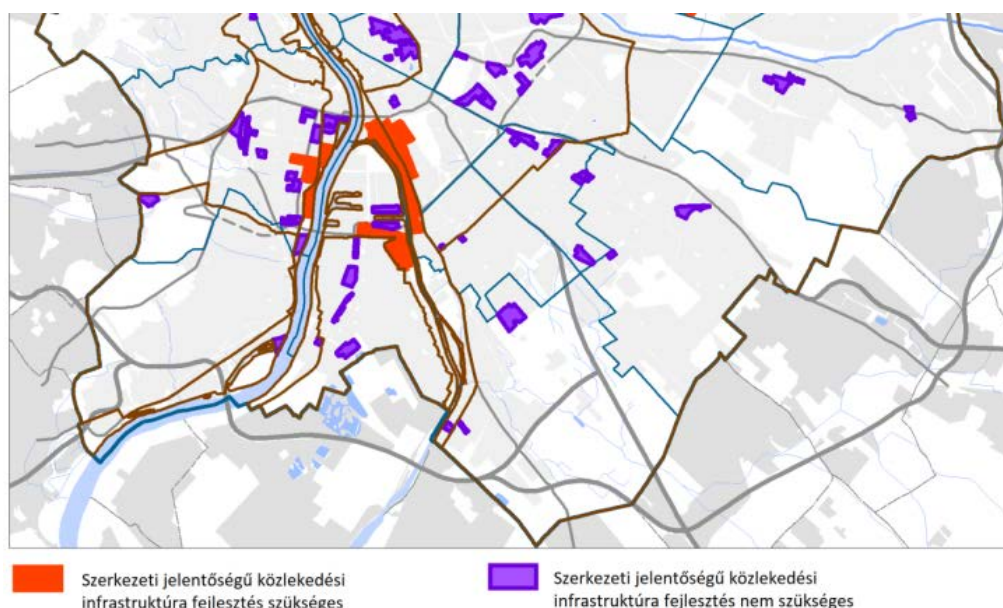 Szerkezeti jelentőségű közlekedési
infrastruktúra fejlesztés szükséges
Szerkezeti jelentőségű közlekedési
infrastruktúra fejlesztés nem szükséges